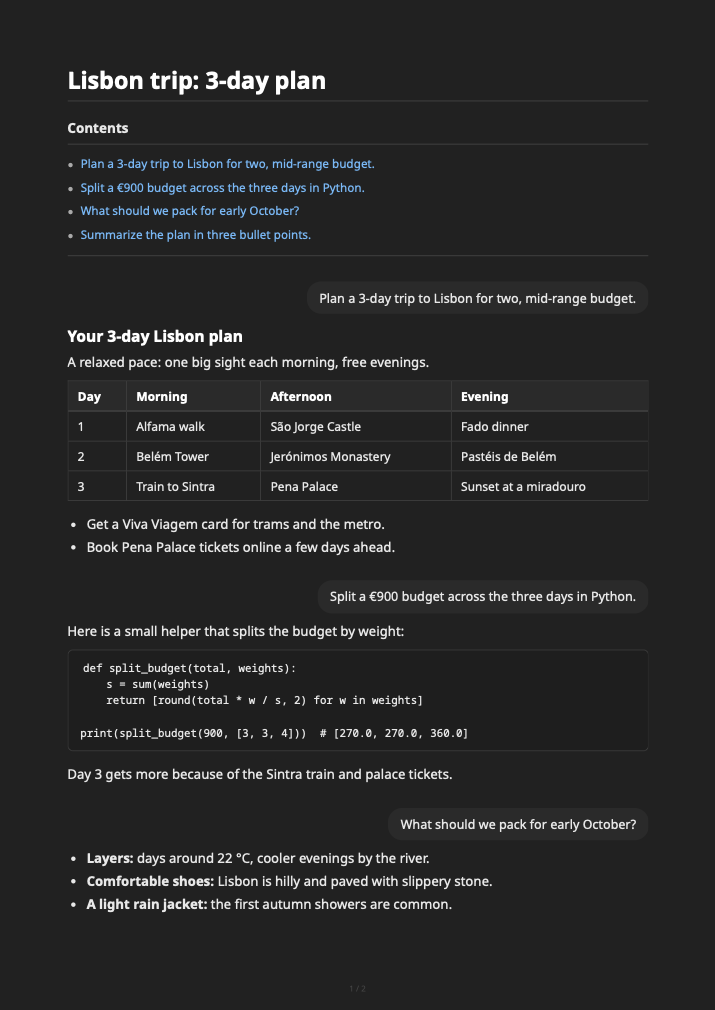 Lisbon trip: 3-day plan
Contents
• Plan a 3-day trip to Lisbon for two, mid-range budget.
• Split a €900 budget across the three days in Python.
• What should we pack for early October?
• Summarize the plan in three bullet points.
Plan a 3-day trip to Lisbon for two, mid-range budget.
Your 3-day Lisbon plan
A relaxed pace: one big sight each morning, free evenings.
Day Morning Afternoon Evening
1 Alfama walk São Jorge Castle Fado dinner
2 Belém Tower Jerónimos Monastery Pastéis de Belém
3 Train to Sintra Pena Palace Sunset at a miradouro
• Get a Viva Viagem card for trams and the metro.
• Book Pena Palace tickets online a few days ahead.
Split a €900 budget across the three days in Python.
Here is a small helper that splits the budget by weight:
def split_budget(total, weights):
    s = sum(weights)
    return [round(total * w / s, 2) for w in weights]
print(split_budget(900, [3, 3, 4]))  # [270.0, 270.0, 360.0]
Day 3 gets more because of the Sintra train and palace tickets.
What should we pack for early October?
• Layers: days around 22 °C, cooler evenings by the river.
• Comfortable shoes: Lisbon is hilly and paved with slippery stone.
• A light rain jacket: the first autumn showers are common.
1 / 2